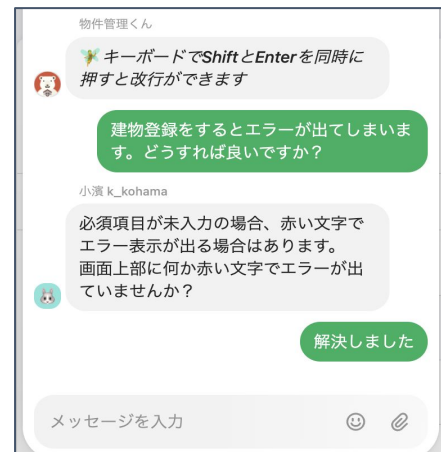 物件管理くん
キーボードでShiftとEnterを同時に
押すと改行ができます
建物登録をするとエラーが出てしまいま
す。どうすれば良いですか？
小濱 k_kohama
必須項目が未入力の場合、赤い文字で
エラー表示が出る場合はあります。
画面上部に何か赤い文字でエラーが出
ていませんか？
解決しました
メッセージを入力